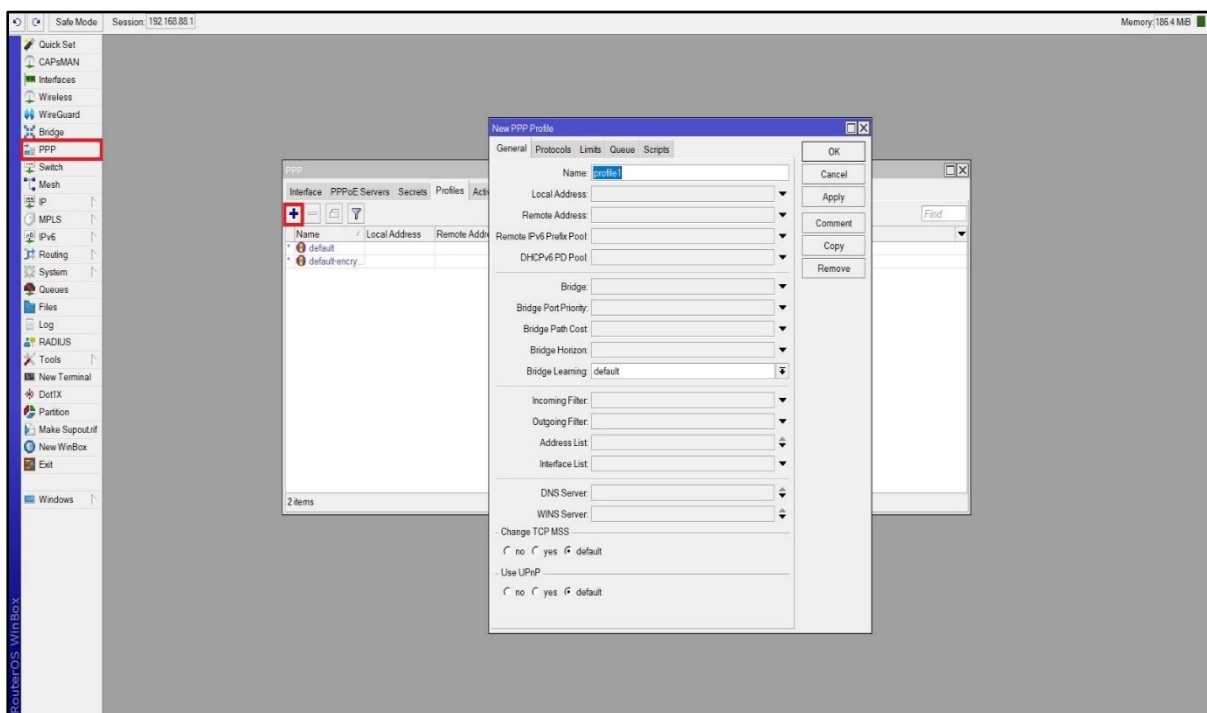 Safe Mode Session: 192.168.88.1 Memory: 186.4 MiB
Quick Set
CAPsMAN
Interfaces
Wireless
WireGuard
Bridge
PPP
Switch
Mesh
IP
MPLS
IPv6
Routing
System
Queues
Files
Log
RADIUS
Tools
New Terminal
Dot1X
Partition
Make Supout.rif
New WinBox
Exit
Windows
RouterOS WinBox
PPP
Interface PPPoE Servers Secrets Profiles
Find
Name Local Address Remote
* default
* default-encry...
2 items
New PPP Profile
General Protocols Limits Queue Scripts
Name: profile1
Local Address:
Remote Address:
Remote IPv6 Prefix Pool:
DHCPv6 PD Pool:
Bridge:
Bridge Port Priority:
Bridge Path Cost:
Bridge Horizon:
Bridge Learning: default
Incoming Filter:
Outgoing Filter:
Address List:
Interface List:
DNS Server:
WINS Server:
Change TCP MSS
no yes default
Use UPnP
no yes default
OK
Cancel
Apply
Comment
Copy
Remove